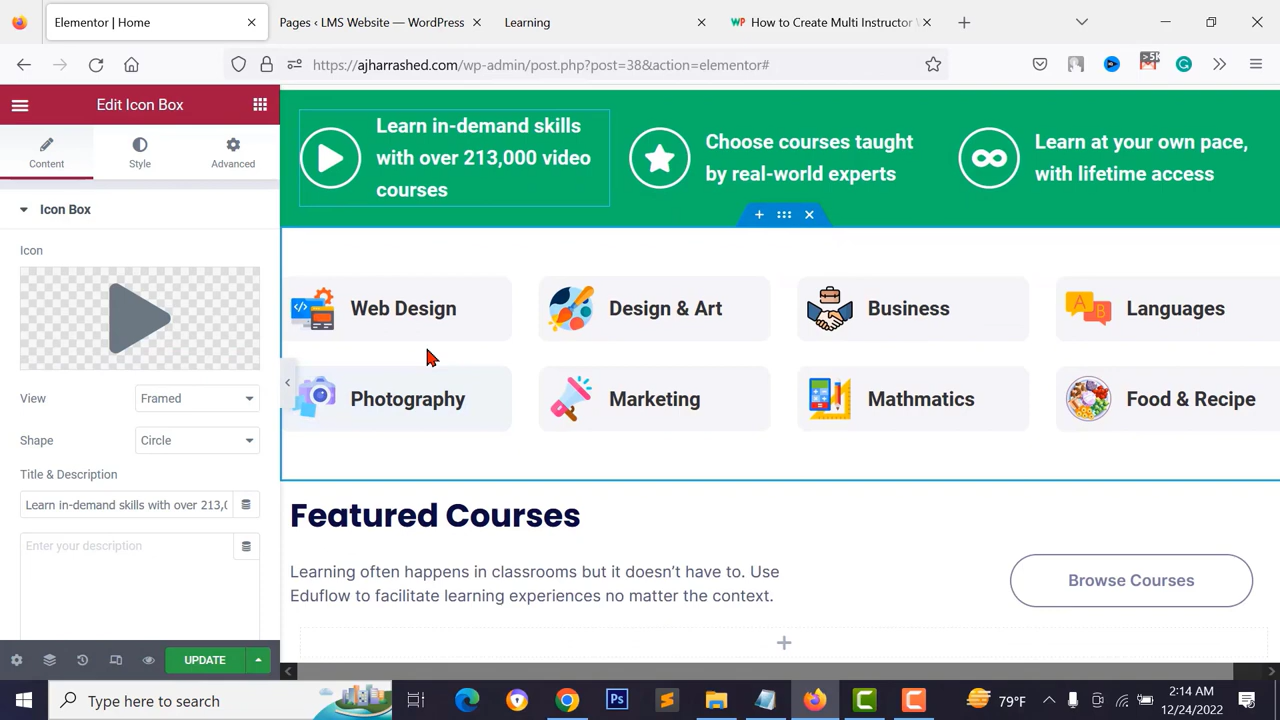 Elementor | Home
Pages ‹ LMS Website — WordPress
Learning
WP How to Create Multi Instructor
https://ajharrashed.com/wp-admin/post.php?post=38&action=elementor#
Edit Icon Box
Content
Style
Advanced
Icon Box
Icon
View
Framed
Shape
Circle
Title & Description
Learn in-demand skills with over 213,0
Enter your description
UPDATE
Learn in-demand skills
with over 213,000 video
courses
Choose courses taught
by real-world experts
Learn at your own pace,
with lifetime access
Web Design
Design & Art
Business
Languages
Photography
Marketing
Mathmatics
Food & Recipe
Featured Courses
Learning often happens in classrooms but it doesn't have to. Use
Eduflow to facilitate learning experiences no matter the context.
Browse Courses
Type here to search
Ps
79°F
2:14 AM
12/24/2022